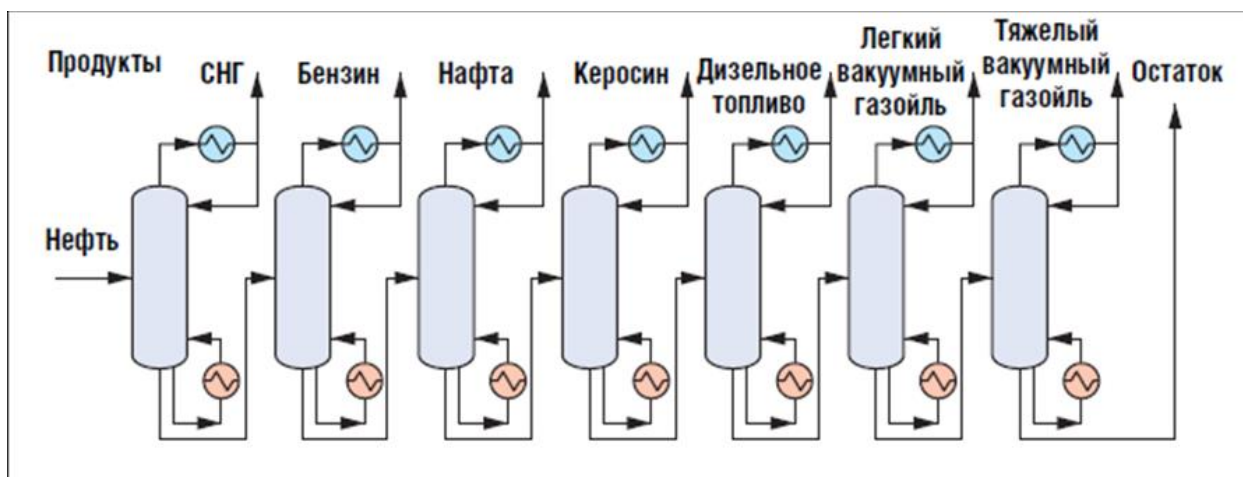 Продукты
СНГ
Бензин
Нафта
Керосин
Дизельное
топливо
Легкий
вакуумный
газойль
Тяжелый
вакуумный
газойль
Остаток
Нефть